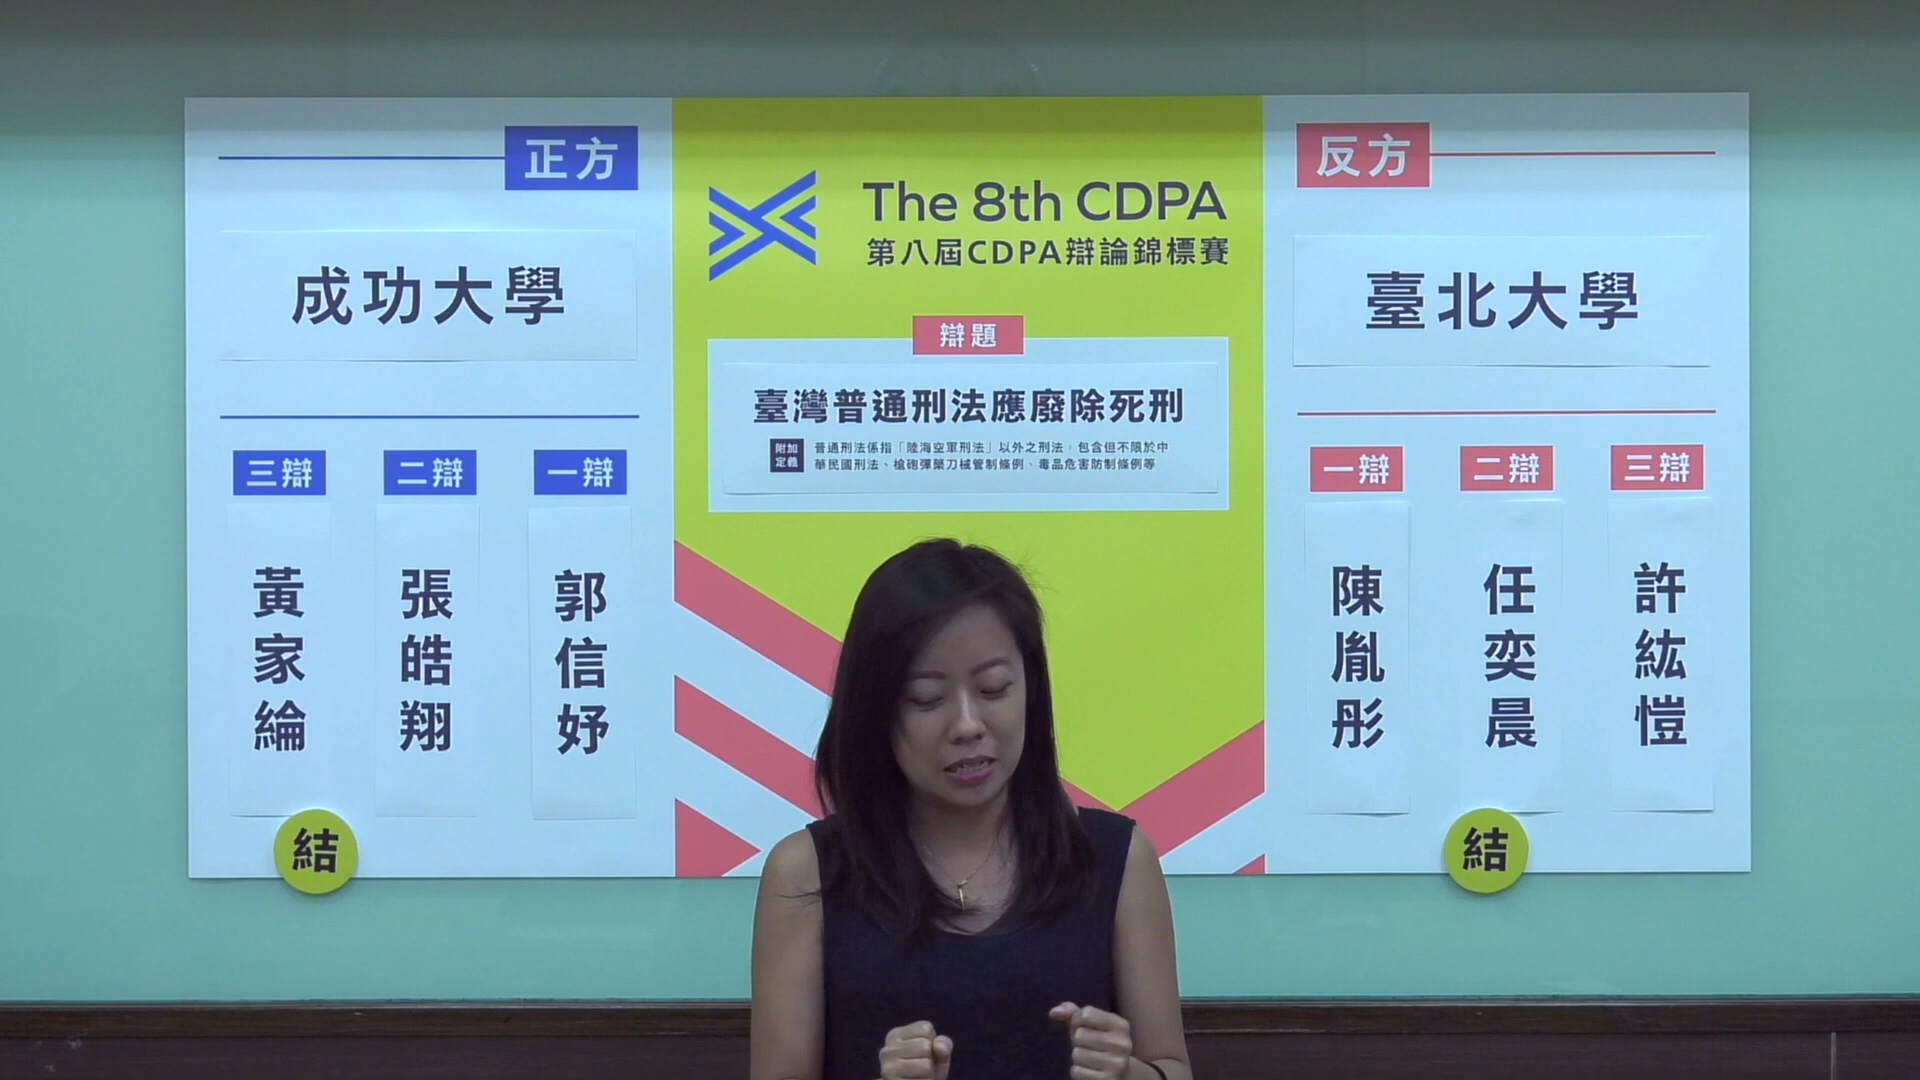 正方
成功大學
三辯
二辯
一辯
黃家綸
張皓翔
郭信妤
結
The 8th CDPA
第八屆CDPA辯論錦標賽
辯題
臺灣普通刑法應廢除死刑
附加定義
普通刑法係指「陸海空軍刑法」以外之刑法,包含但不限於中
華民國刑法、槍砲彈藥刀械管制條例、毒品危害防制條例等
反方
臺北大學
一辯
二辯
三辯
陳胤彤
任奕晨
許紘愷
結